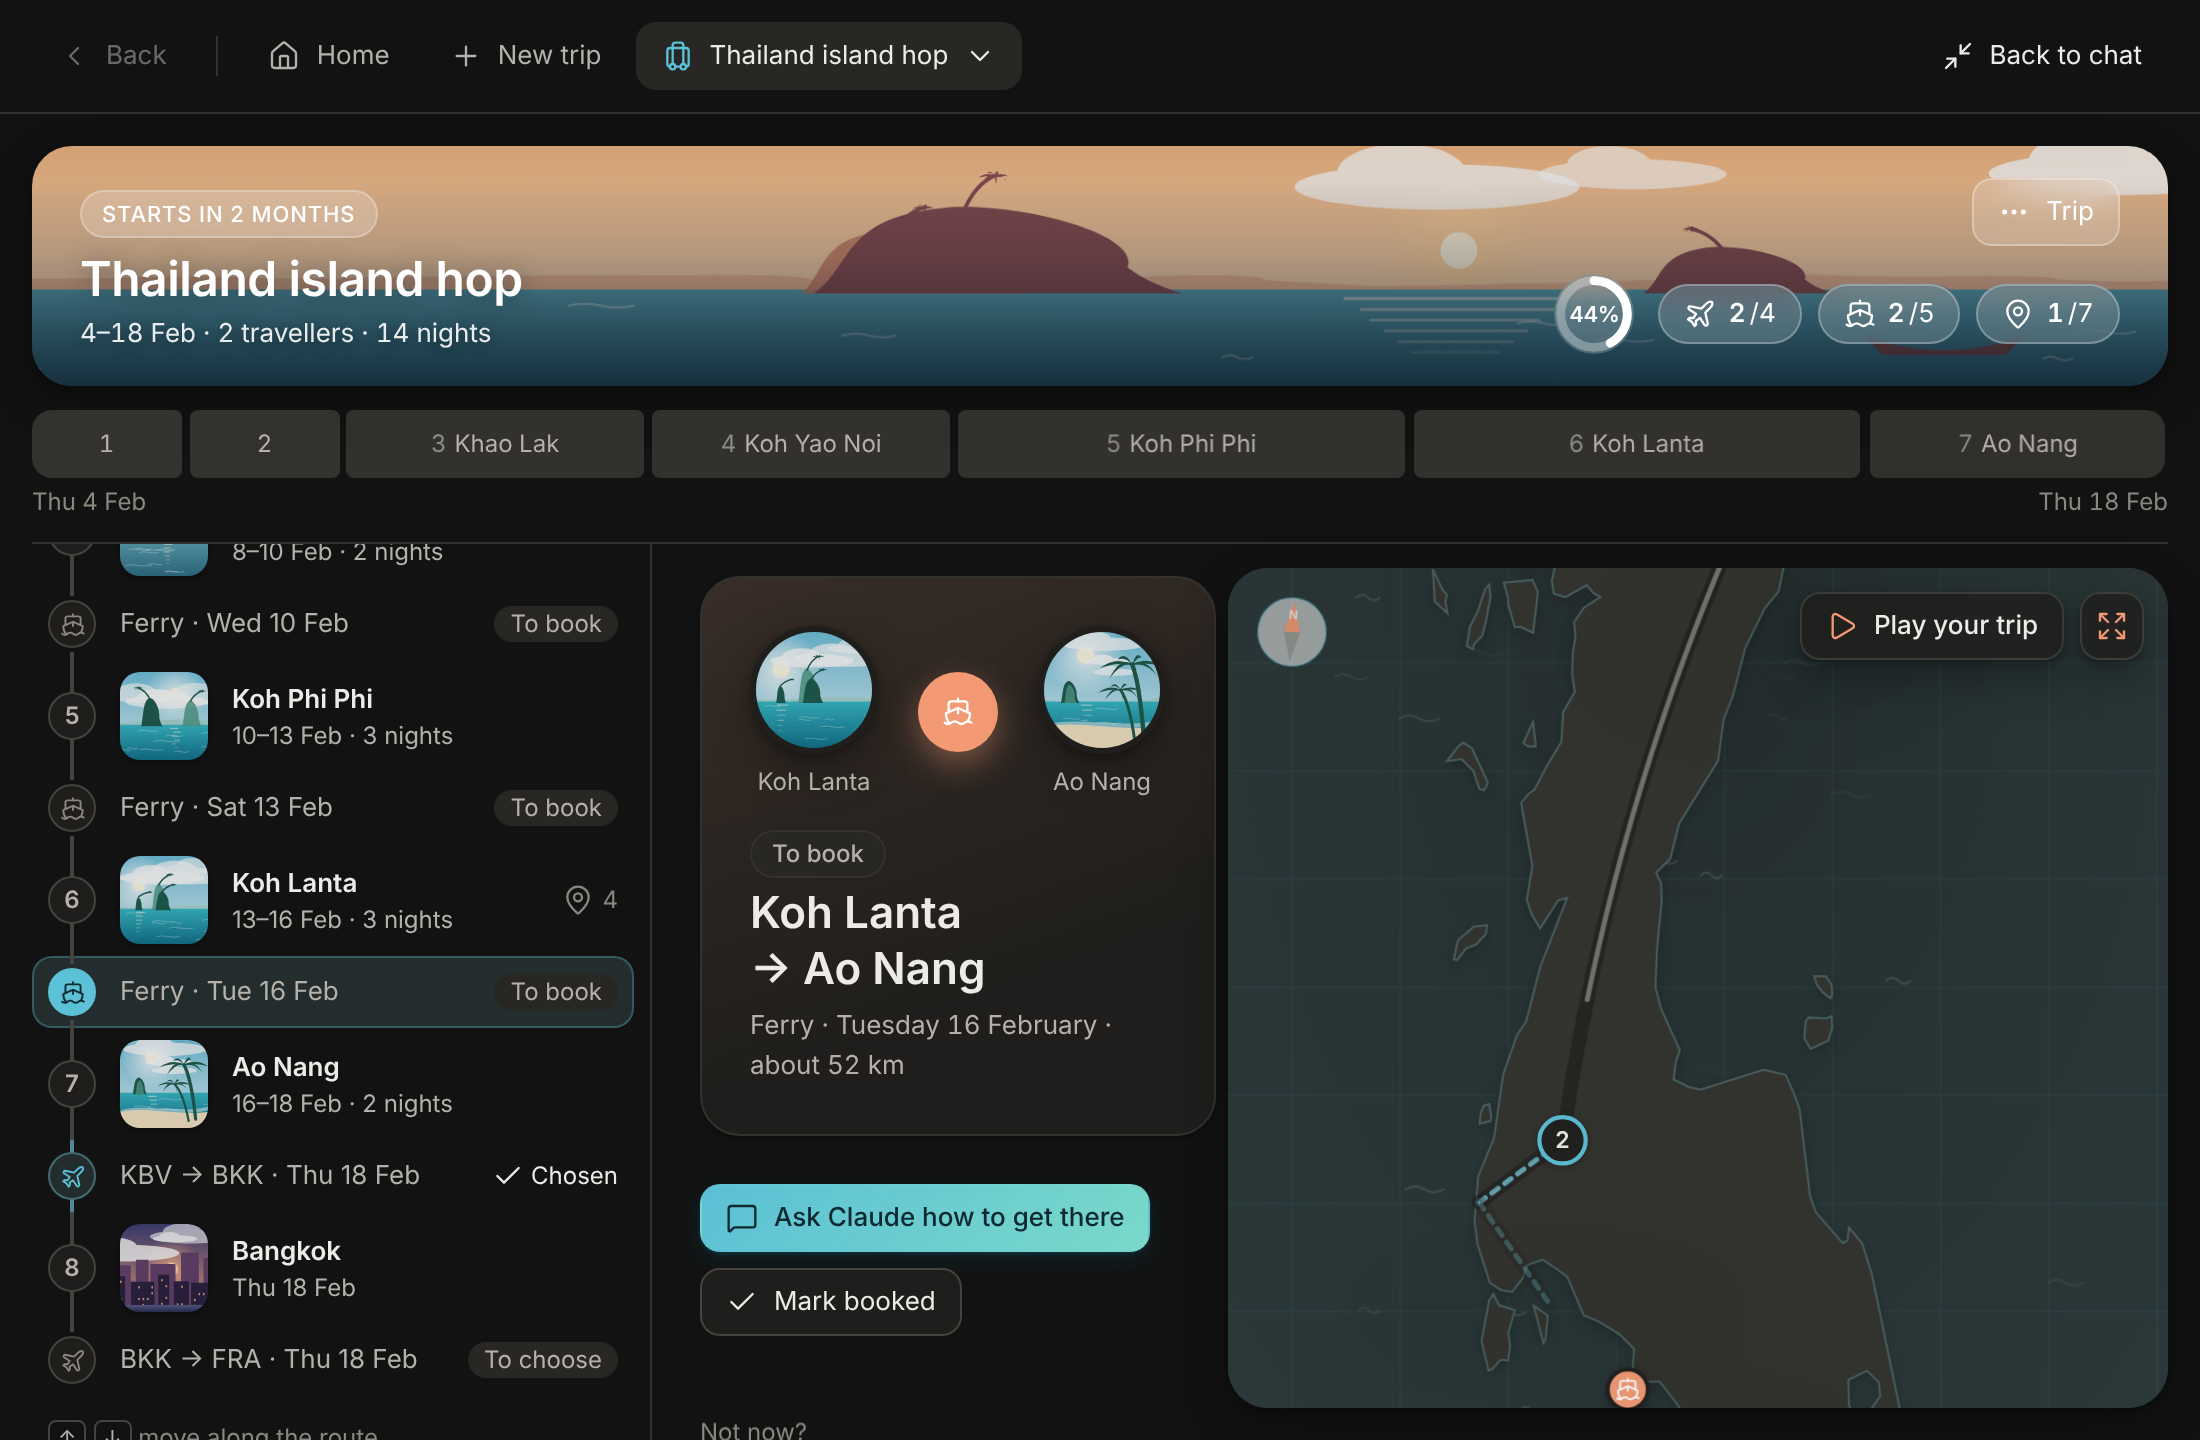 Back
Home
New trip
Thailand island hop
Back to chat
STARTS IN 2 MONTHS
Trip
Thailand island hop
4–18 Feb · 2 travellers · 14 nights
44%
2/4
2/5
1/7
1
2
3 Khao Lak
4 Koh Yao Noi
5 Koh Phi Phi
6 Koh Lanta
7 Ao Nang
Thu 4 Feb
Thu 18 Feb
8–10 Feb · 2 nights
Ferry · Wed 10 Feb
To book
5
Koh Phi Phi
10–13 Feb · 3 nights
Ferry · Sat 13 Feb
To book
6
Koh Lanta
13–16 Feb · 3 nights
4
Ferry · Tue 16 Feb
To book
7
Ao Nang
16–18 Feb · 2 nights
KBV → BKK · Thu 18 Feb
Chosen
8
Bangkok
Thu 18 Feb
BKK → FRA · Thu 18 Feb
To choose
↑ ↓ move along the route
Koh Lanta
Ao Nang
To book
Koh Lanta
→ Ao Nang
Ferry · Tuesday 16 February ·
about 52 km
Ask Claude how to get there
Mark booked
Not now?
N
Play your trip
2